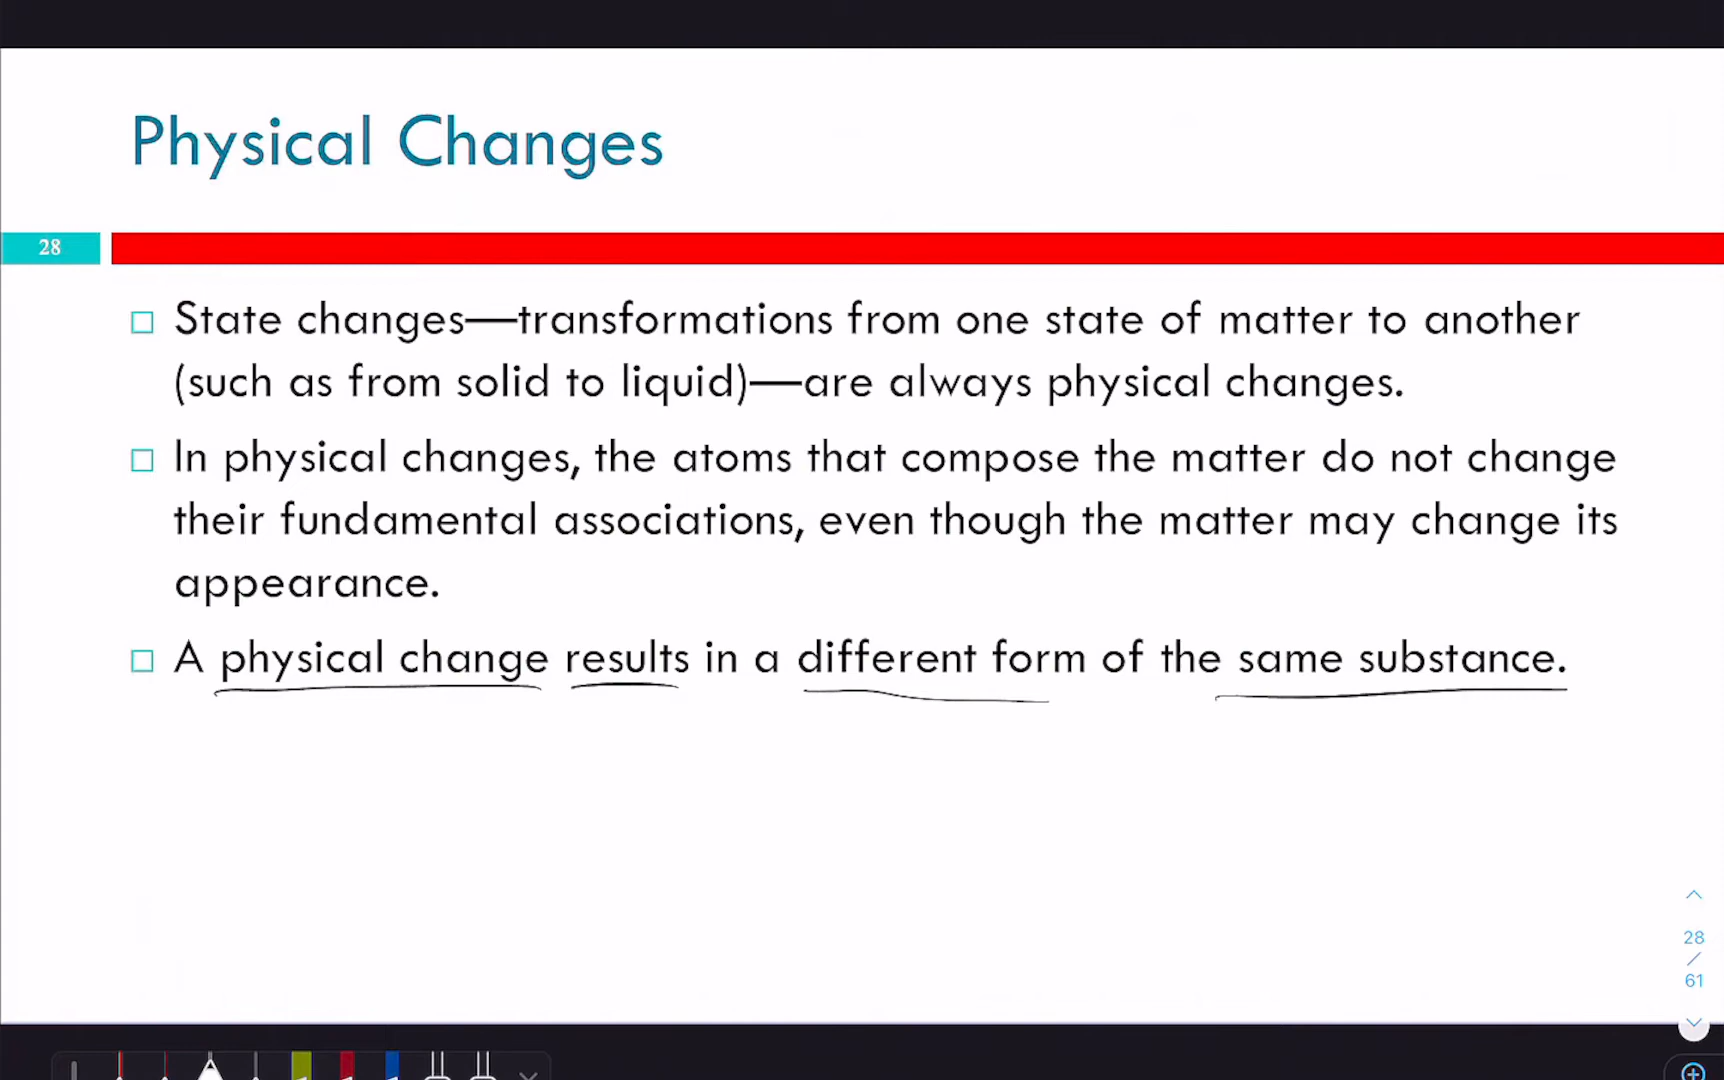 Physical Changes
28
State changes—transformations from one state of matter to another
(such as from solid to liquid)—are always physical changes.
In physical changes, the atoms that compose the matter do not change
their fundamental associations, even though the matter may change its
appearance.
A physical change results in a different form of the same substance.
28
/
61